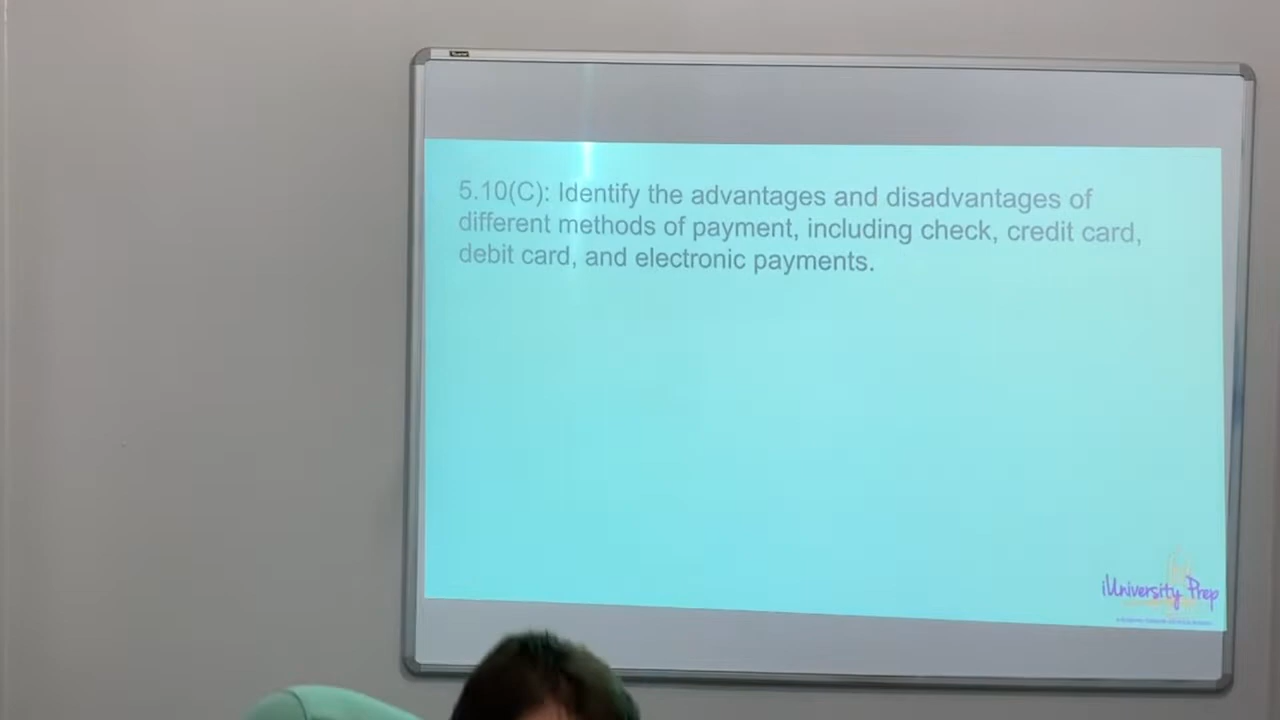 5.10(C): Identify the advantages and disadvantages of
different methods of payment, including check, credit card,
debit card, and electronic payments.
iUniversity Prep